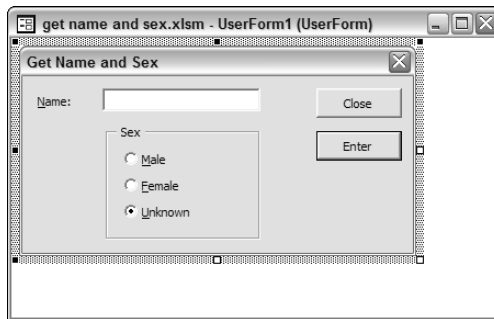 get name and sex.xlsm - UserForm1 (UserForm)
Get Name and Sex
Name:
Close
Sex
Enter
Male
Female
Unknown